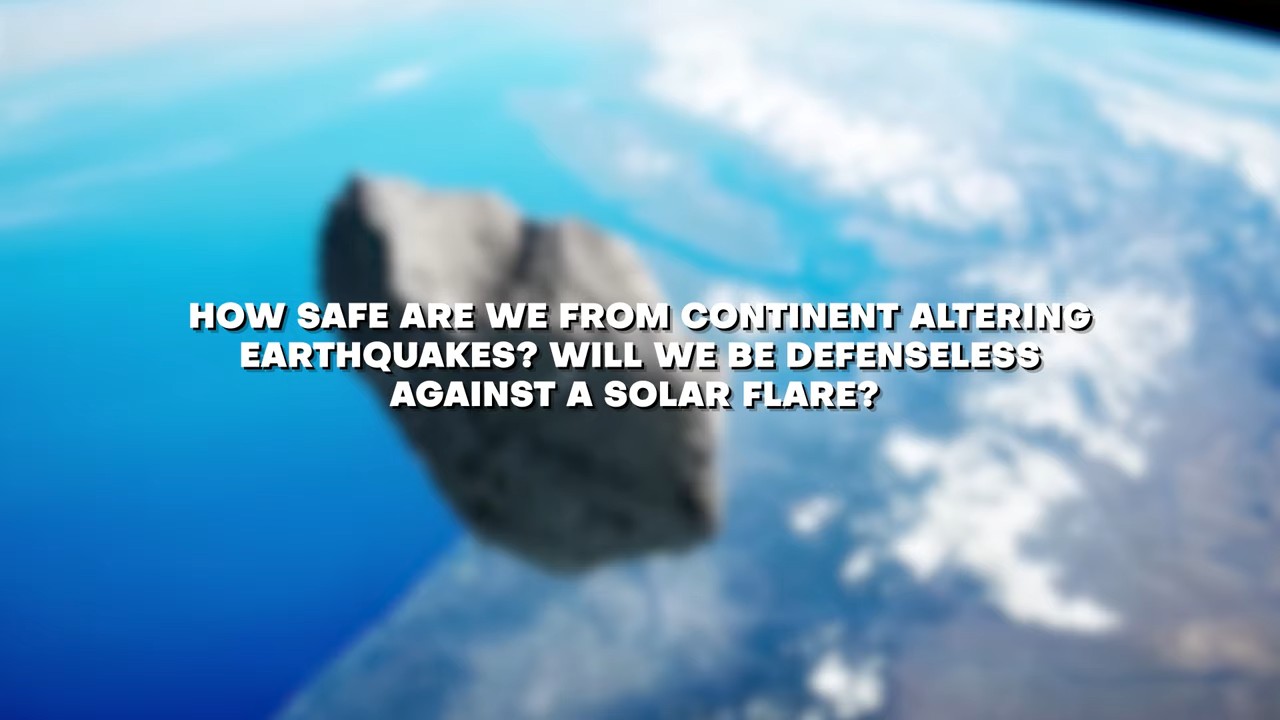 HOW SAFE ARE WE FROM CONTINENT ALTERING
EARTHQUAKES? WILL WE BE DEFENSELESS
AGAINST A SOLAR FLARE?